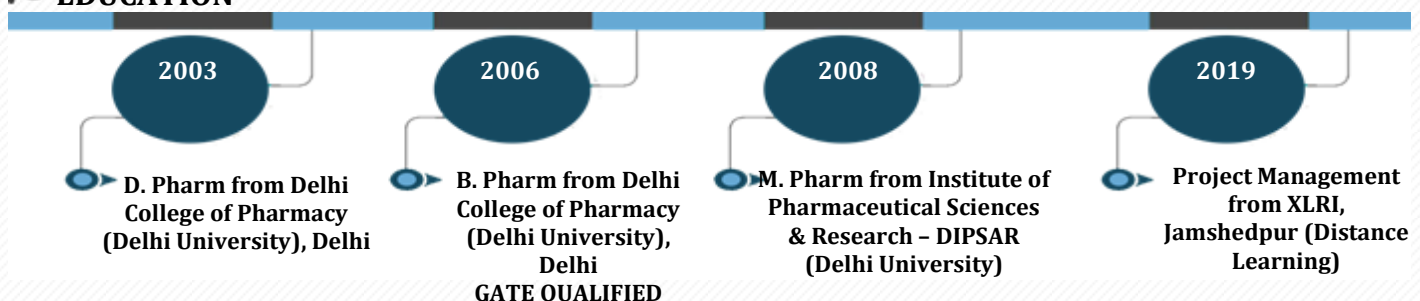 EDUCATION
2003
2006
2008
2019
D. Pharm from Delhi
College of Pharmacy
(Delhi University), Delhi
B. Pharm from Delhi
College of Pharmacy
(Delhi University),
Delhi
GATE QUALIFIED
M. Pharm from Institute of
Pharmaceutical Sciences
& Research – DIPSAR
(Delhi University)
Project Management
from XLRI,
Jamshedpur (Distance
Learning)